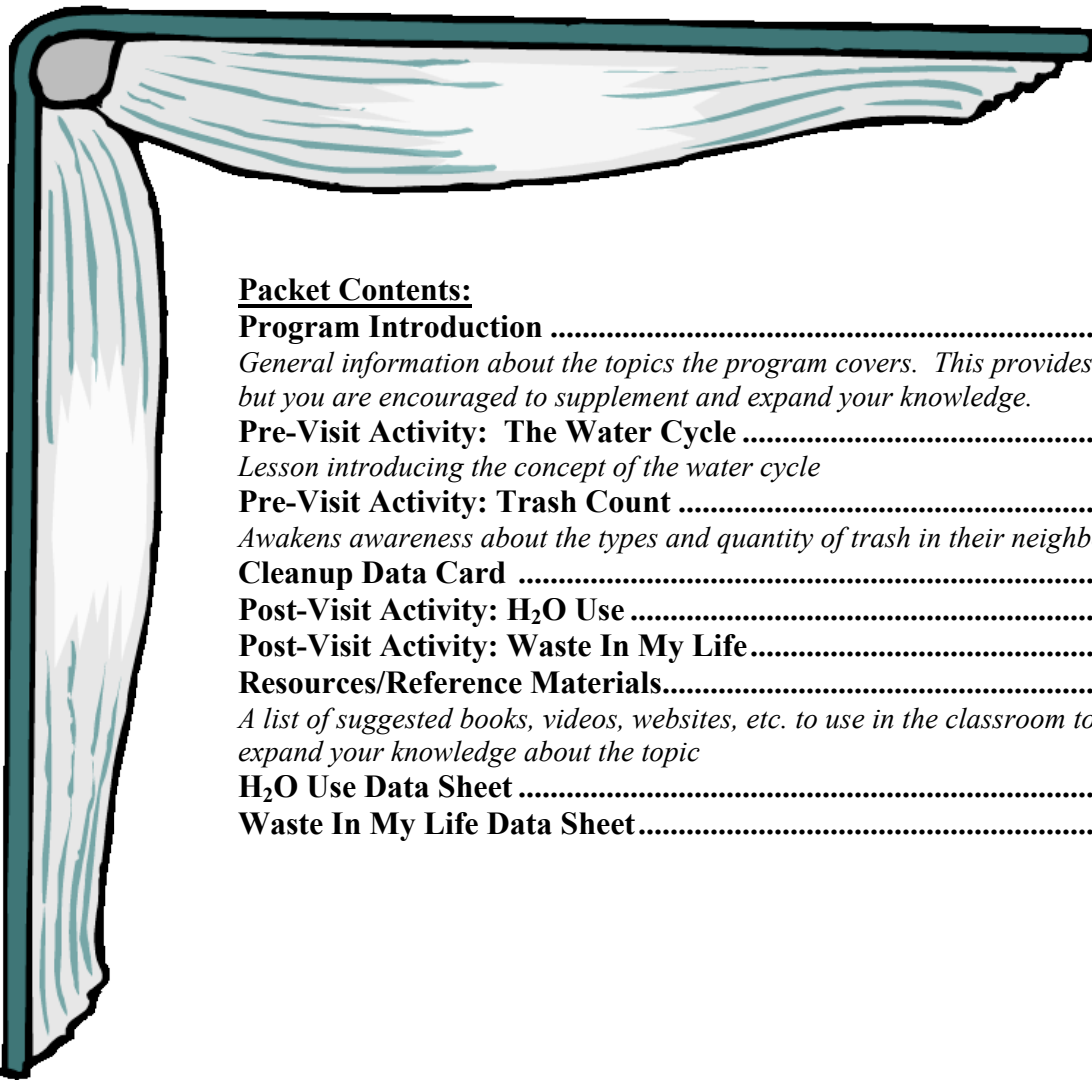 Packet Contents:
Program Introduction ....................................................................
General information about the topics the program covers.  This provides
but you are encouraged to supplement and expand your knowledge.
Pre-Visit Activity:  The Water Cycle ............................................
Lesson introducing the concept of the water cycle
Pre-Visit Activity: Trash Count ....................................................
Awakens awareness about the types and quantity of trash in their neighb
Cleanup Data Card ........................................................................
Post-Visit Activity: H₂O Use ..........................................................
Post-Visit Activity: Waste In My Life...........................................
Resources/Reference Materials......................................................
A list of suggested books, videos, websites, etc. to use in the classroom to
expand your knowledge about the topic
H₂O Use Data Sheet ........................................................................
Waste In My Life Data Sheet.........................................................